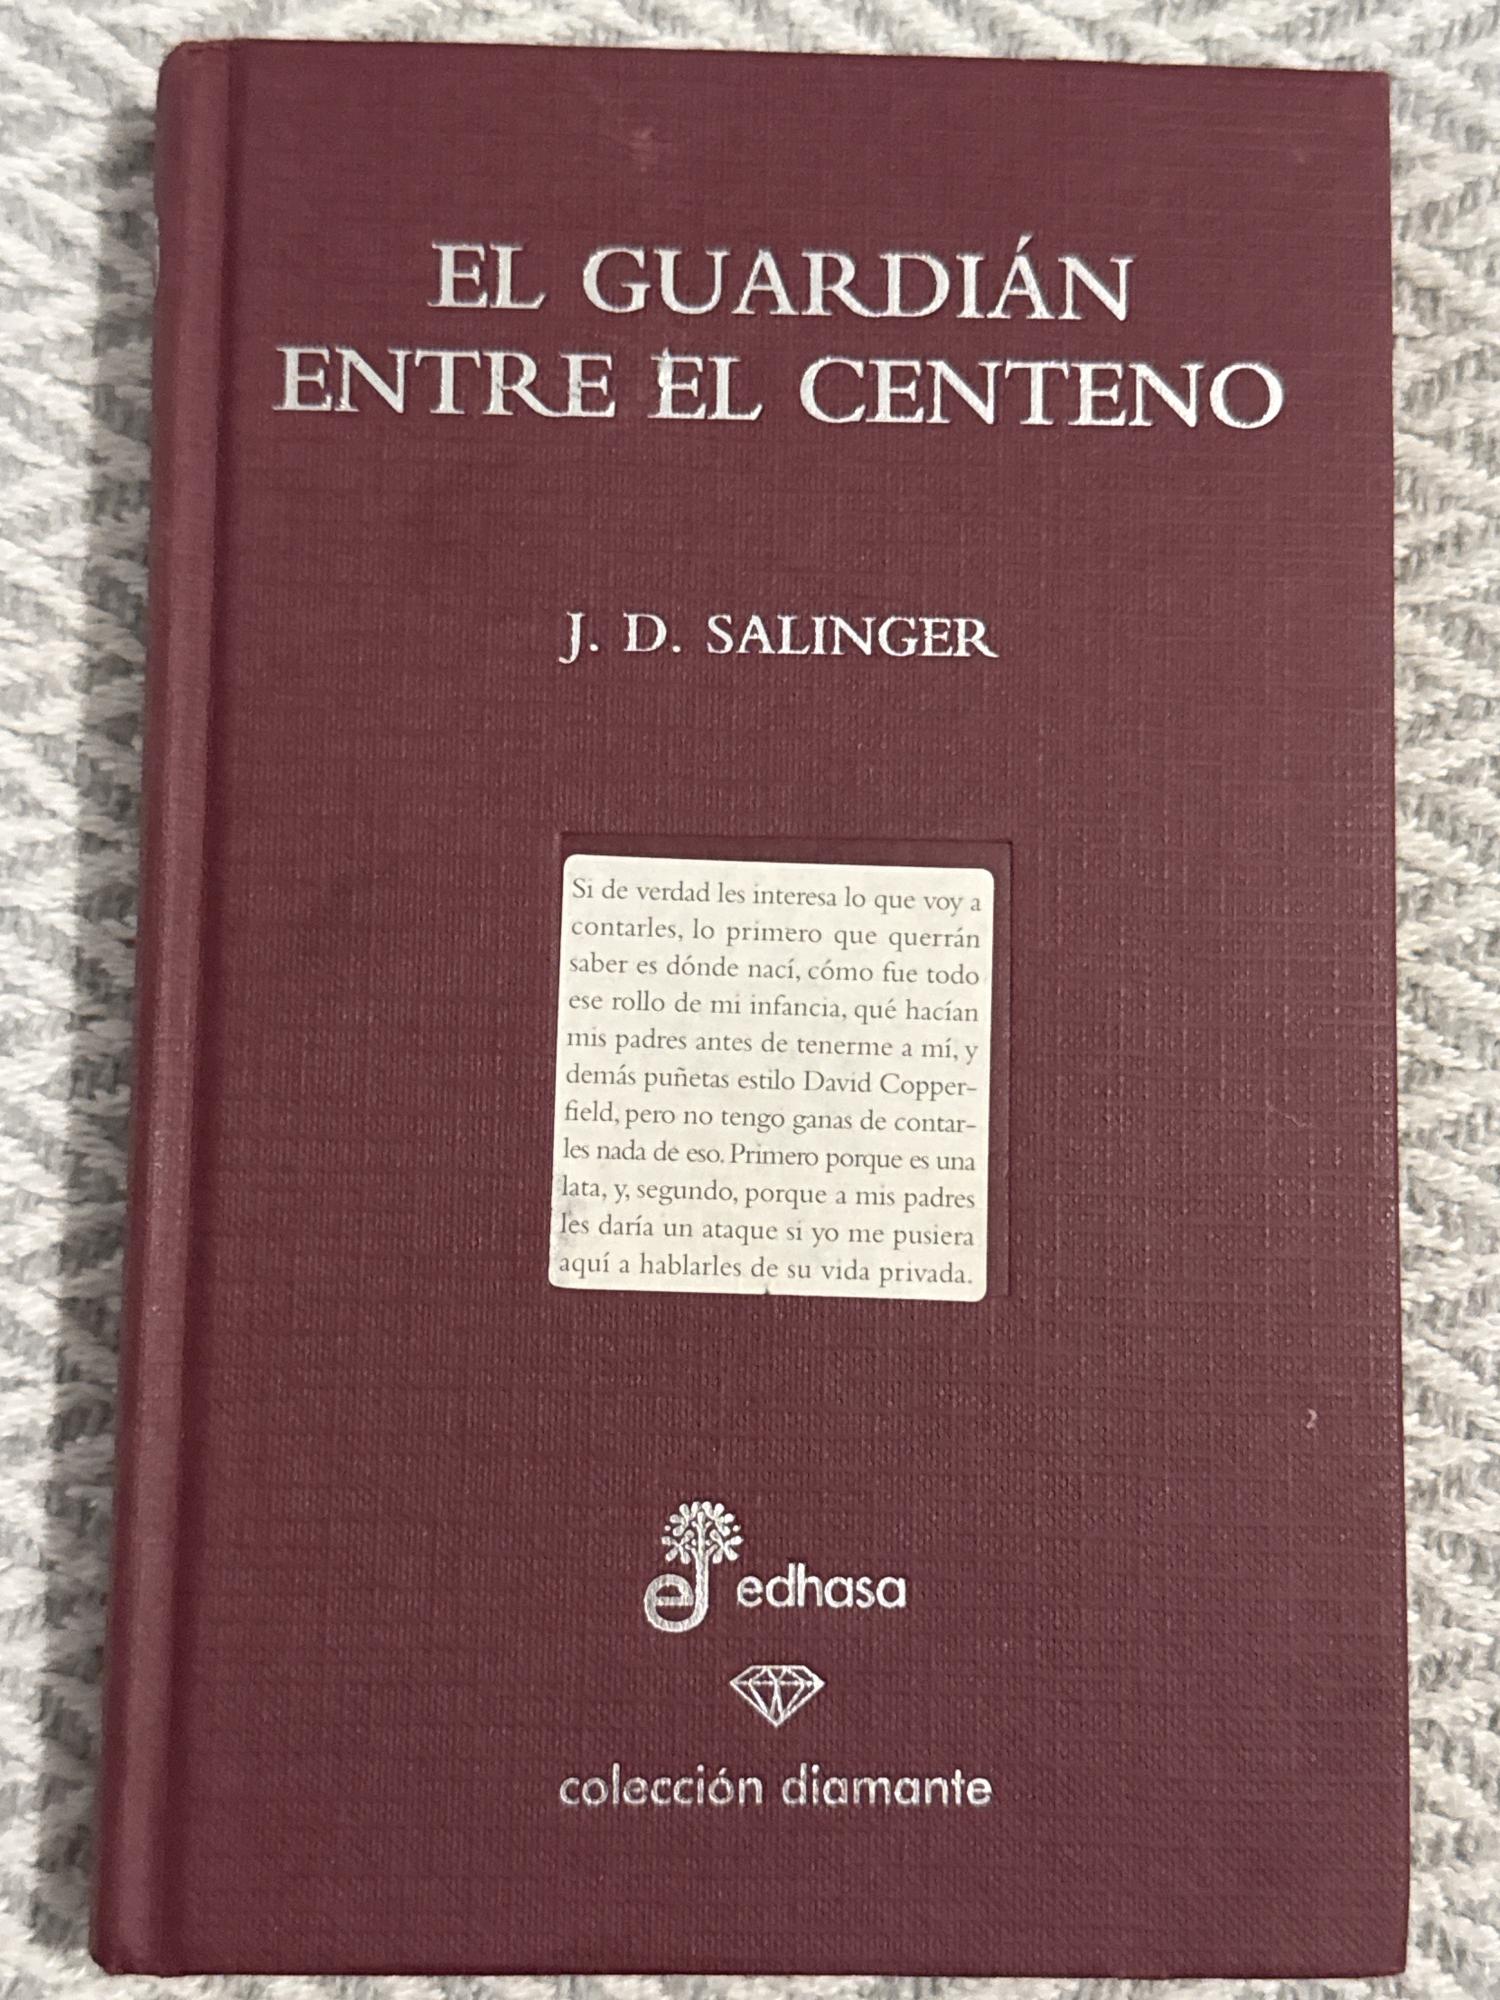 EL GUARDIÁN
ENTRE EL CENTENO
J. D. SALINGER
Si de verdad les interesa lo que voy a
contarles, lo primero que querrán
saber es dónde nací, cómo fue todo
ese rollo de mi infancia, qué hacían
mis padres antes de tenerme a mí, y
demás puñetas estilo David Copper-
field, pero no tengo ganas de contar-
les nada de eso. Primero porque es una
lata, y, segundo, porque a mis padres
les daría un ataque si yo me pusiera
aquí a hablarles de su vida privada.
edhasa
colección diamante